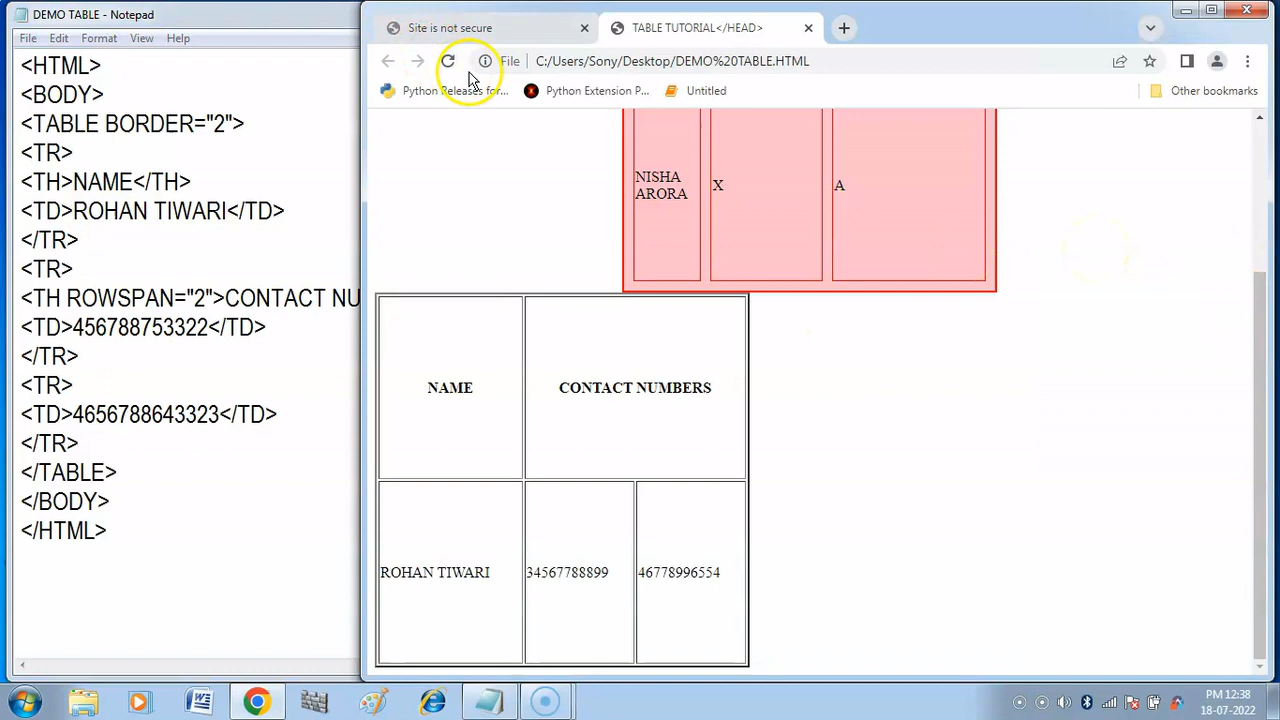 DEMO TABLE - Notepad
File Edit Format View Help
<HTML>
<BODY>
<TABLE BORDER="2">
<TR>
<TH>NAME</TH>
<TD>ROHAN TIWARI</TD>
</TR>
<TR>
<TH ROWSPAN="2">CONTACT NU
<TD>456788753322</TD>
</TR>
<TR>
<TD>4656788643323</TD>
</TR>
</TABLE>
</BODY>
</HTML>
Site is not secure
TABLE TUTORIAL</HEAD>
File C:/Users/Sony/Desktop/DEMO%20TABLE.HTML
Python Releases for... Python Extension P... Untitled Other bookmarks
NISHA ARORA X A
NAME CONTACT NUMBERS
ROHAN TIWARI 34567788899 46778996554
PM 12:38
18-07-2022